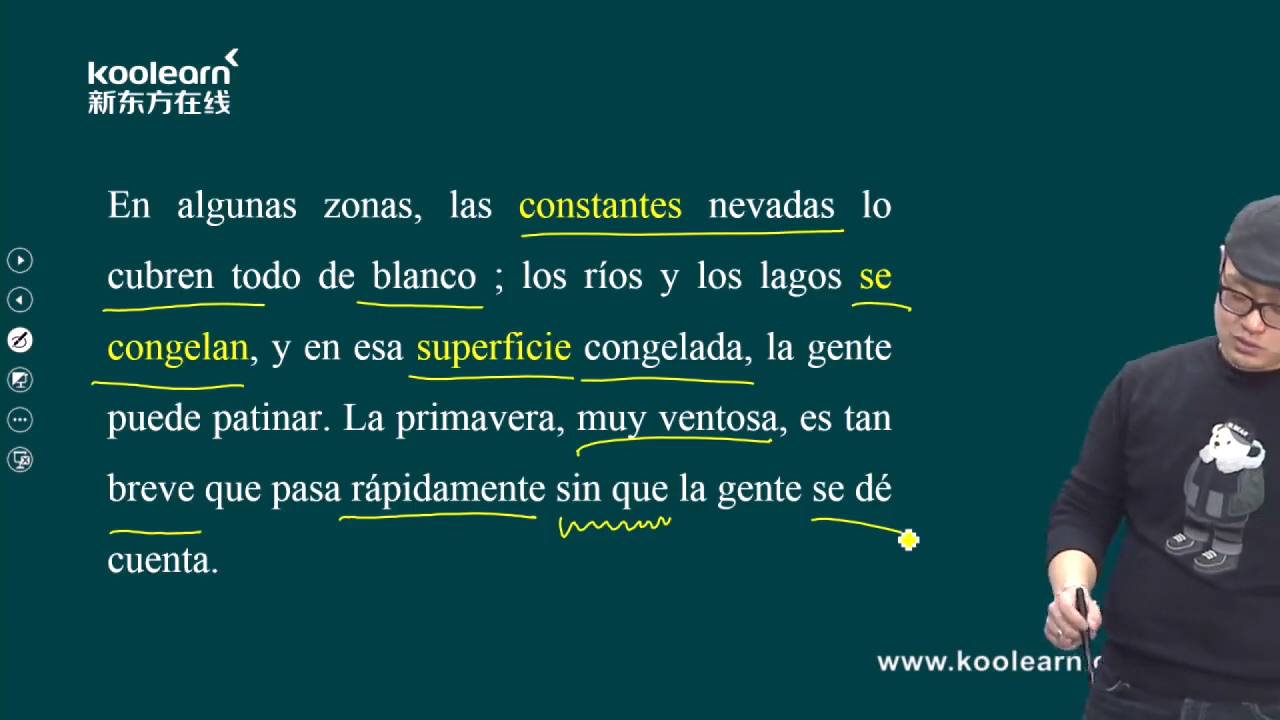 koolearn
新东方在线
En algunas zonas, las constantes nevadas lo
cubren todo de blanco ; los ríos y los lagos se
congelan, y en esa superficie congelada, la gente
puede patinar. La primavera, muy ventosa, es tan
breve que pasa rápidamente sin que la gente se dé
cuenta.
www.koolearn.c